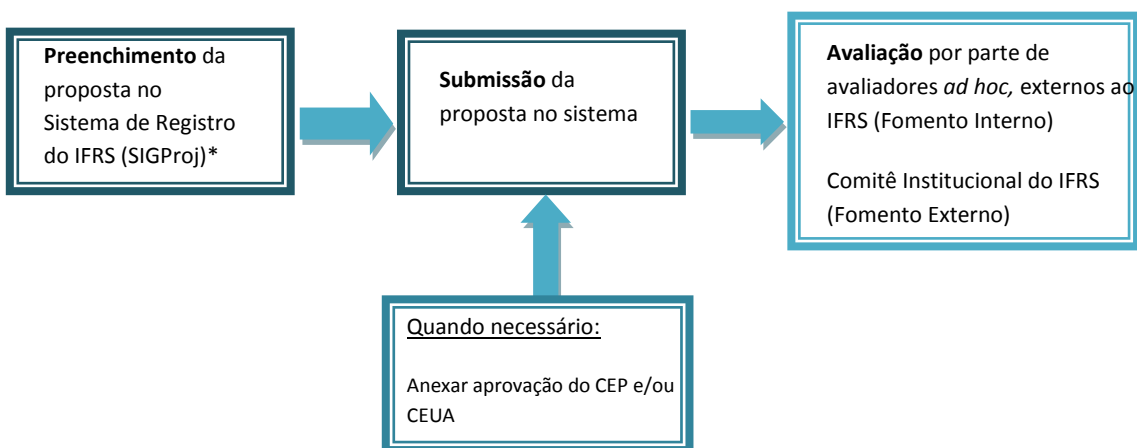 Preenchimento da
proposta no
Sistema de Registro
do IFRS (SIGProj)*
Submissão da
proposta no sistema
Avaliação por parte de
avaliadores ad hoc, externos ao
IFRS (Fomento Interno)
Comitê Institucional do IFRS
(Fomento Externo)
Quando necessário:
Anexar aprovação do CEP e/ou
CEUA